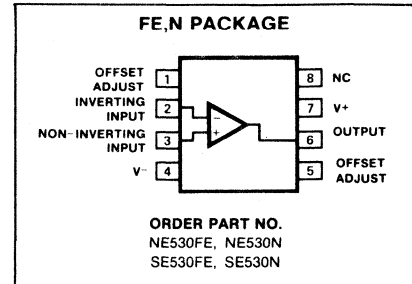 FE,N PACKAGE
OFFSET
ADJUST
1
8
NC
INVERTING
INPUT
2
7
V+
NON-INVERTING
INPUT
3
6
OUTPUT
V-
4
5
OFFSET
ADJUST
-
+
ORDER PART NO.
NE530FE, NE530N
SE530FE, SE530N